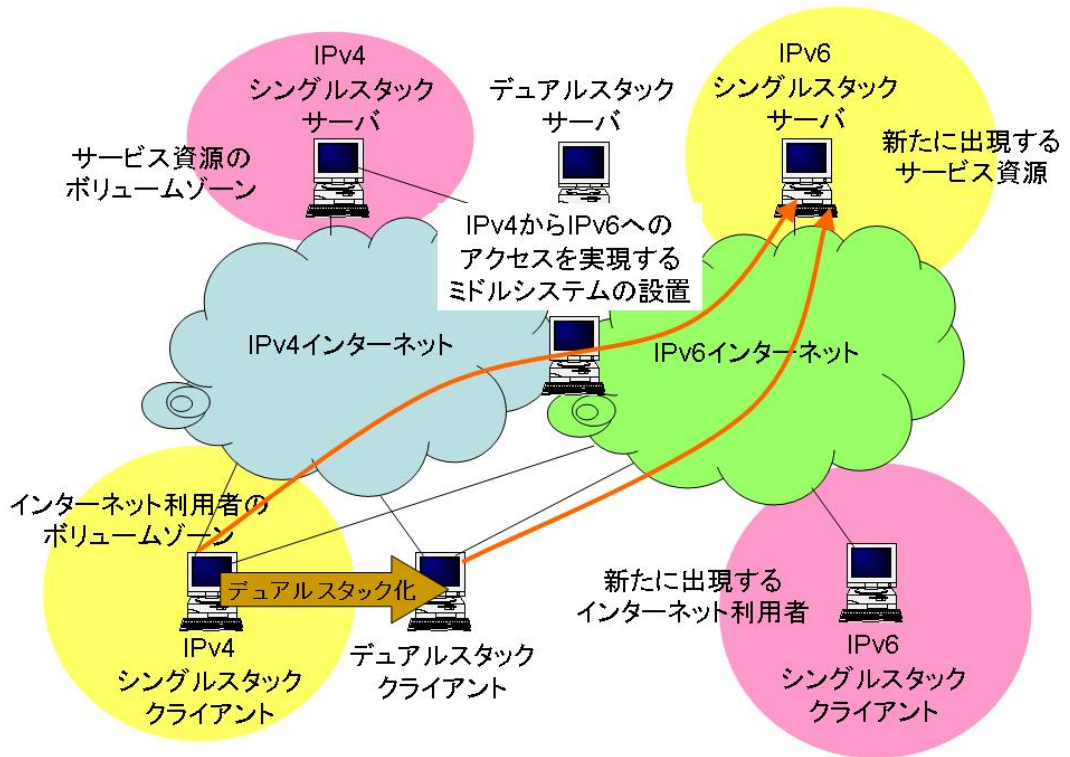 IPv4
シングルスタック
サーバ
デュアルスタック
サーバ
IPv6
シングルスタック
サーバ
サービス資源の
ボリュームゾーン
新たに出現する
サービス資源
IPv4からIPv6への
アクセスを実現する
ミドルシステムの設置
IPv4インターネット
IPv6インターネット
インターネット利用者の
ボリュームゾーン
デュアルスタック化
新たに出現する
インターネット利用者
IPv4
シングルスタック
クライアント
デュアルスタック
クライアント
IPv6
シングルスタック
クライアント